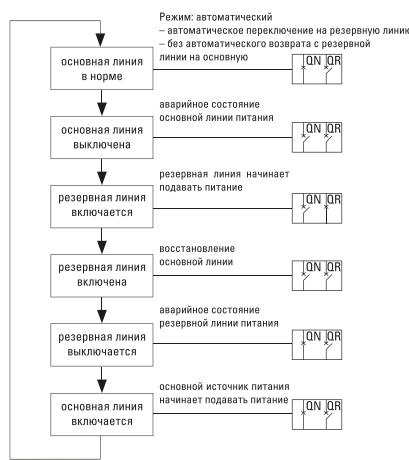 Режим: автоматический
– автоматическое переключение на резервную линию
– без автоматического возврата с резервной
линии на основную
основная линия
в норме
QN QR
аварийное состояние
основной линии питания
основная линия
выключена
QN QR
резервная линия начинает
подавать питание
резервная линия
включается
QN QR
восстановление
основной линии
резервная линия
включена
QN QR
аварийное состояние
резервной линии питания
резервная линия
выключается
QN QR
основной источник питания
начинает подавать питание
основная линия
включается
QN QR